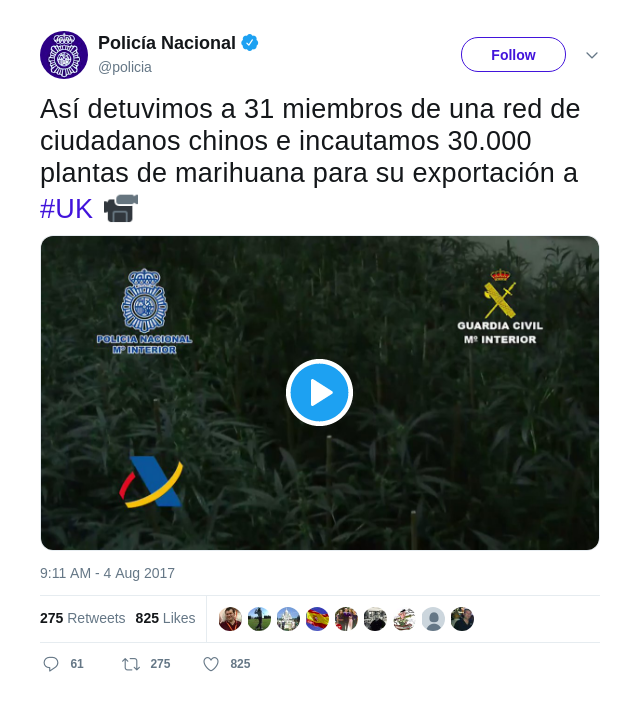 Policía Nacional
@policia
Follow
Así detuvimos a 31 miembros de una red de
ciudadanos chinos e incautamos 30.000
plantas de marihuana para su exportación a
#UK
POLICIA NACIONAL
Mº INTERIOR
GUARDIA CIVIL
Mº INTERIOR
9:11 AM - 4 Aug 2017
275 Retweets 825 Likes
61 275 825